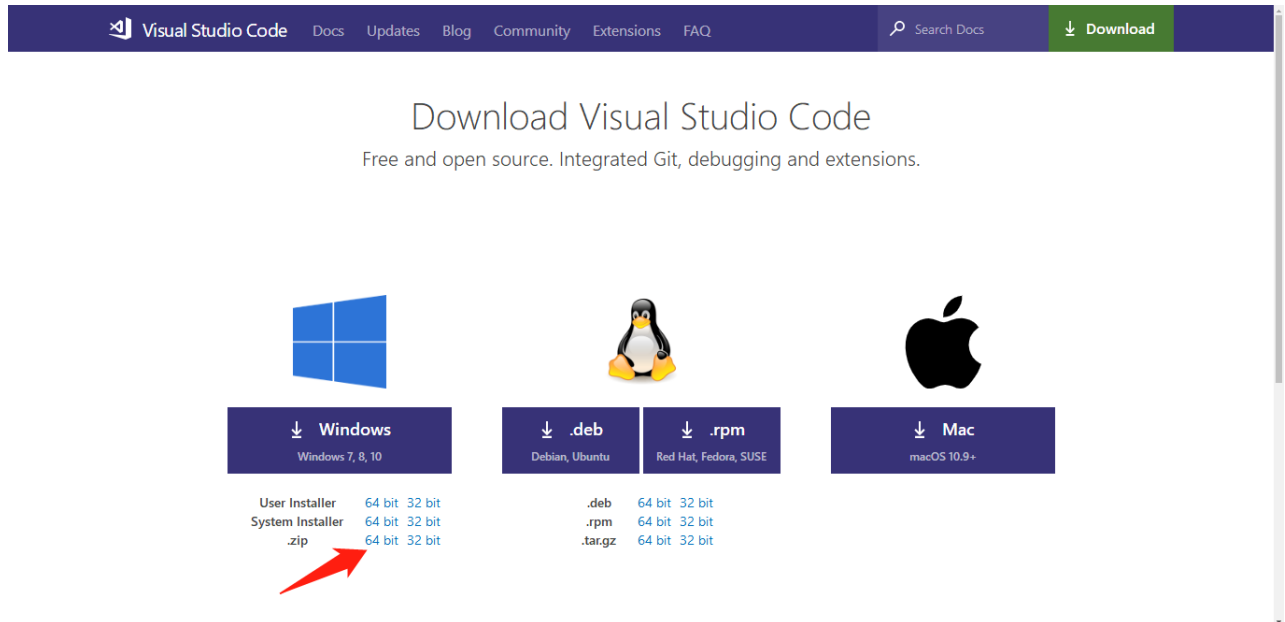 Visual Studio Code Docs Updates Blog Community Extensions FAQ Search Docs Download
Download Visual Studio Code
Free and open source. Integrated Git, debugging and extensions.
Windows
Windows 7, 8, 10
.deb
Debian, Ubuntu
.rpm
Red Hat, Fedora, SUSE
Mac
macOS 10.9+
User Installer 64 bit 32 bit
System Installer 64 bit 32 bit
.zip 64 bit 32 bit
.deb 64 bit 32 bit
.rpm 64 bit 32 bit
.tar.gz 64 bit 32 bit